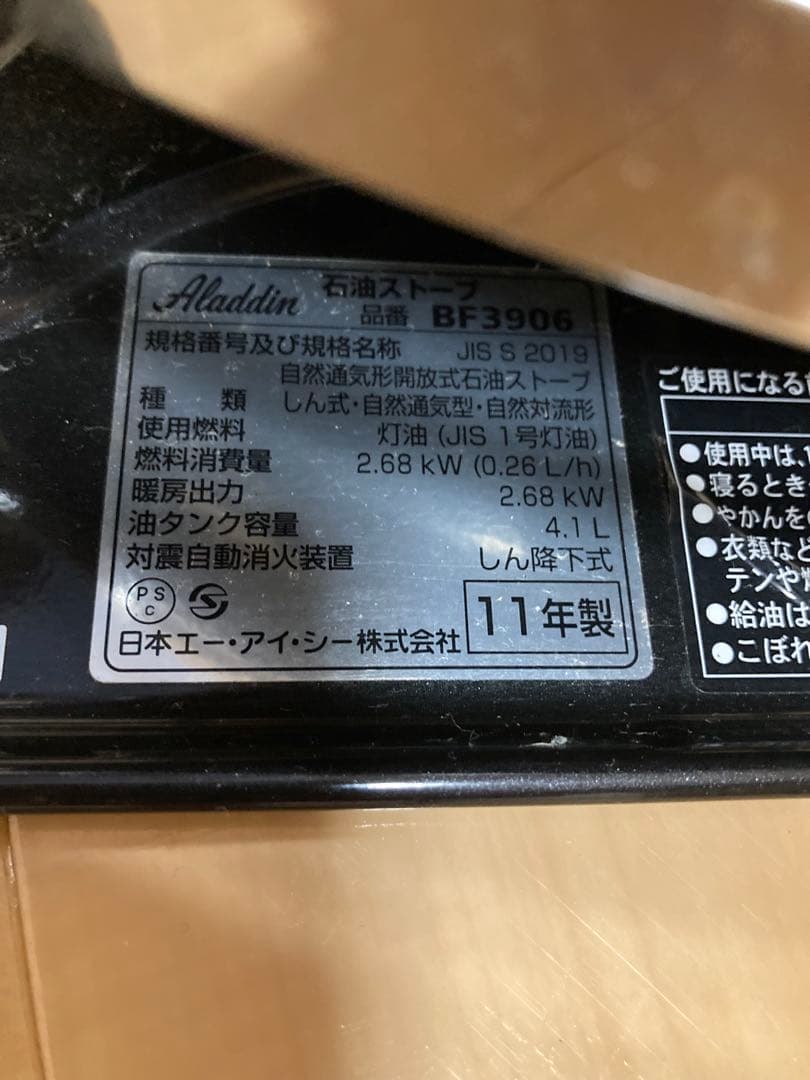 Aladdin 石油ストーブ
品番 BF3906
規格番号及び規格名称 JIS S 2019
自然通気形開放式石油ストーブ
種 類 しん式・自然通気型・自然対流形
使用燃料 灯油 (JIS 1号灯油)
燃料消費量 2.68 kW (0.26 L/h)
暖房出力 2.68 kW
油タンク容量 4.1 L
対震自動消火装置 しん降下式
PS
C
11年製
日本エー・アイ・シー株式会社
ご使用になる
●使用中は、1
●寝るとき
●やかんを
●衣類など
テンや
●給油は
●こぼれ